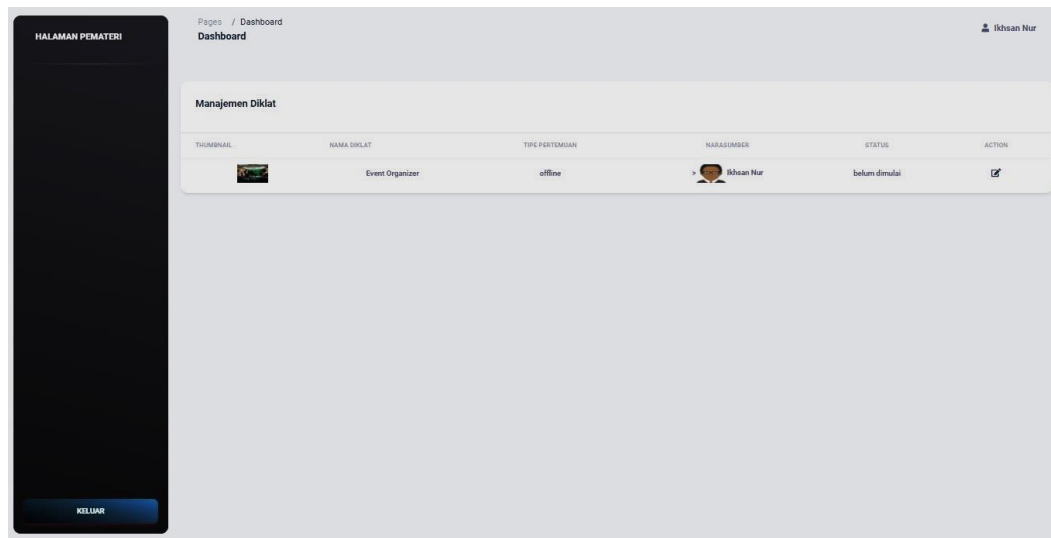 HALAMAN PEMATERI
Pages / Dashboard
Dashboard
Ikhsan Nur
Manajemen Diklat
THUMBNAIL NAMA DIKLAT TIPE PERTEMUAN NARASUMBER STATUS ACTION
Event Organizer offline > Ikhsan Nur belum dimulai
KELUAR